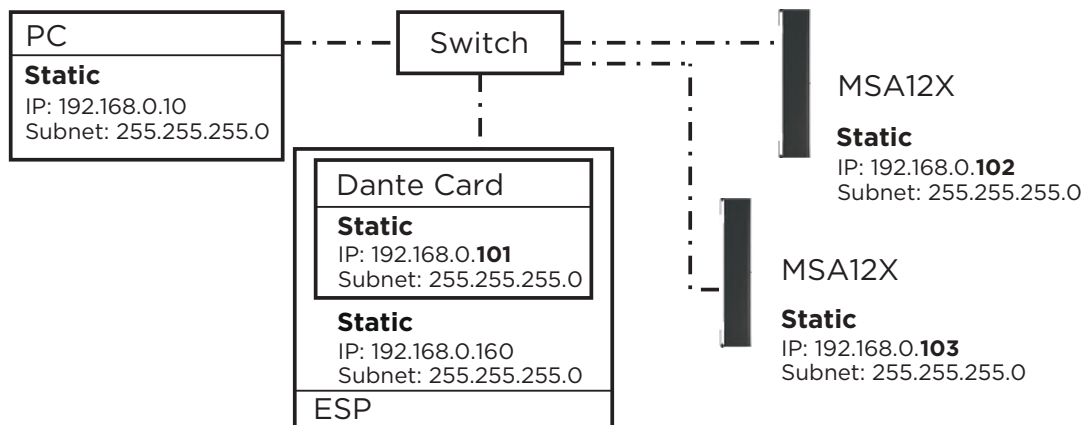 PC
Static
IP: 192.168.0.10
Subnet: 255.255.255.0
Switch
Dante Card
Static
IP: 192.168.0.101
Subnet: 255.255.255.0
Static
IP: 192.168.0.160
Subnet: 255.255.255.0
ESP
MSA12X
Static
IP: 192.168.0.102
Subnet: 255.255.255.0
MSA12X
Static
IP: 192.168.0.103
Subnet: 255.255.255.0